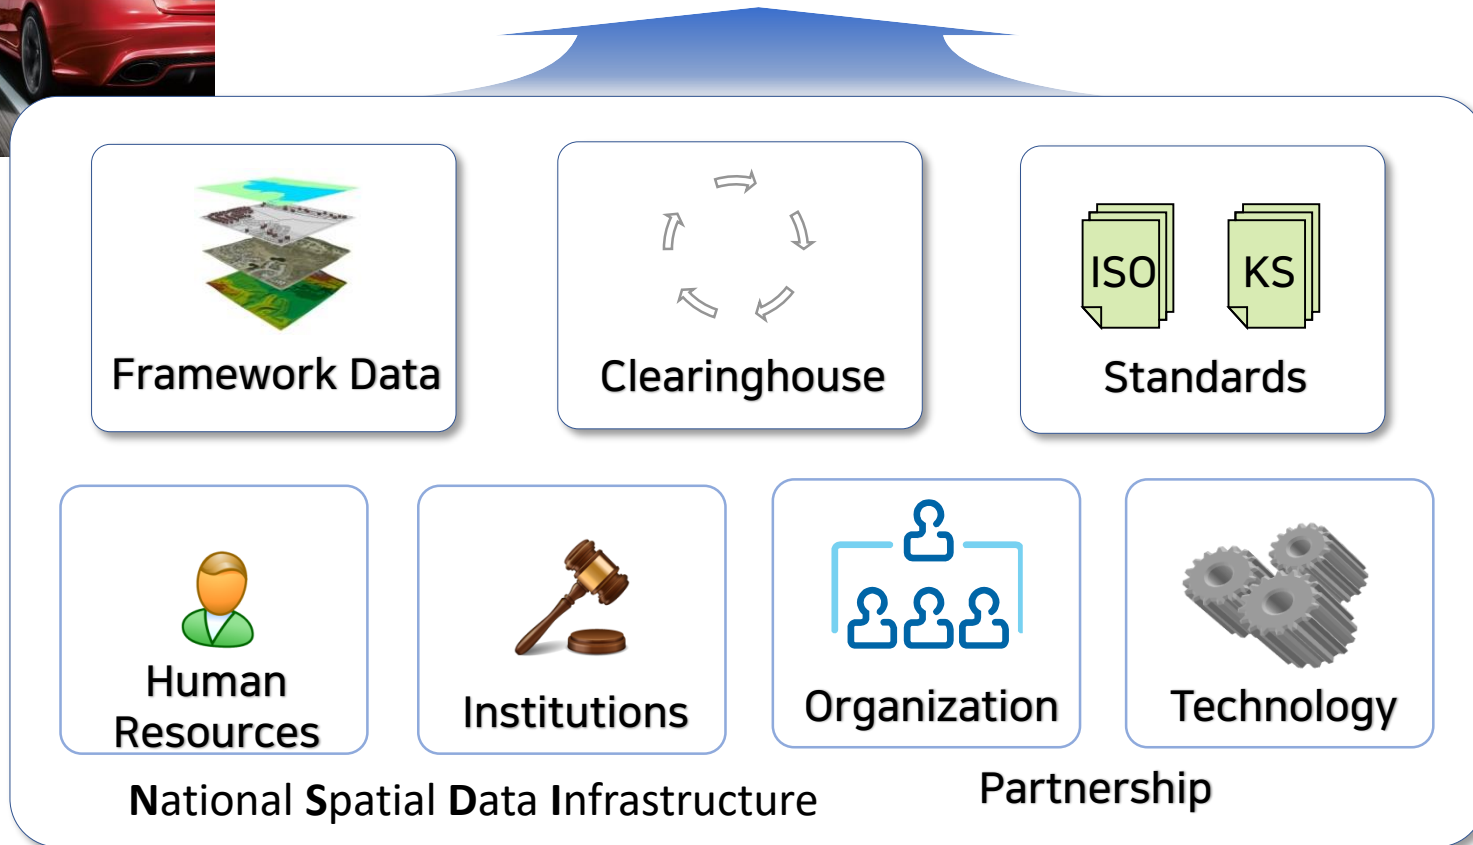 ISO
KS
Framework Data
Clearinghouse
Standards
Human
Resources
Institutions
Organization
Technology
National Spatial Data Infrastructure
Partnership